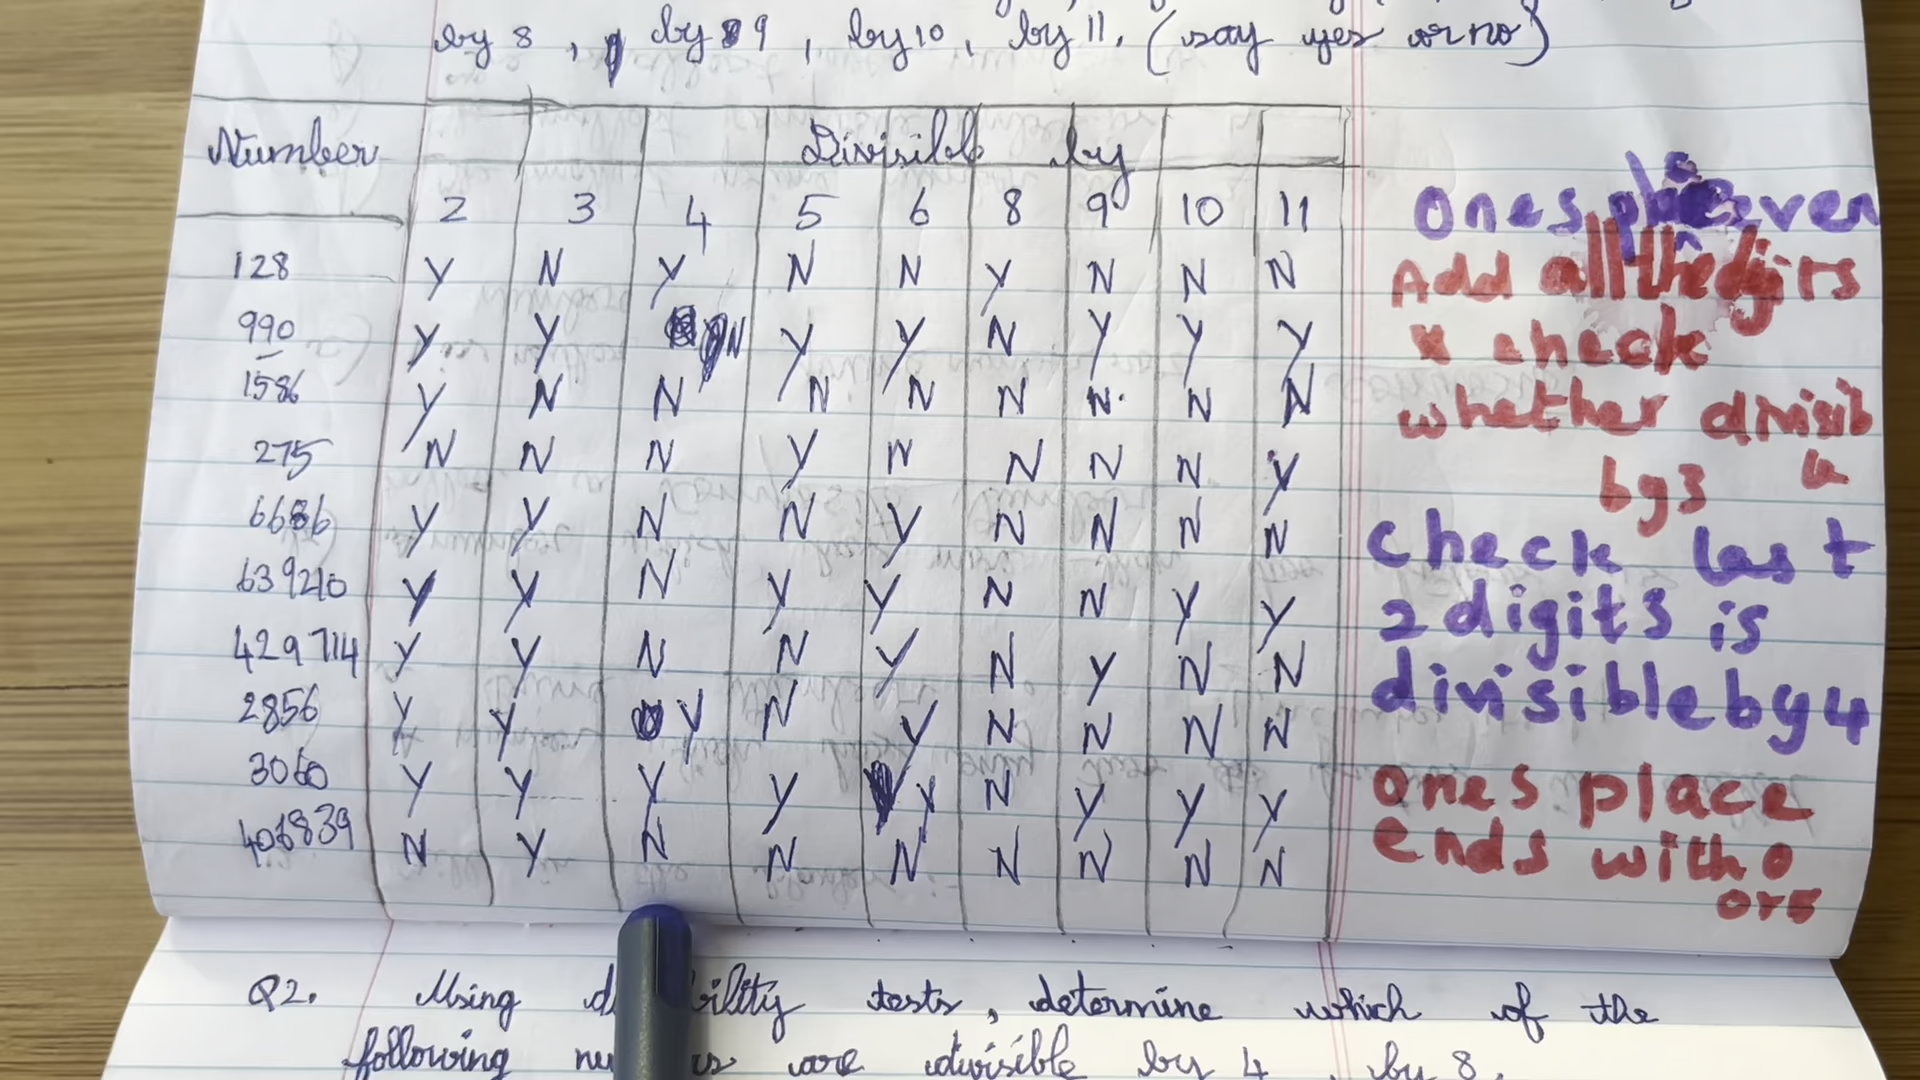 by 8 , by 9 , by 10 , by 11. (say yes or no)
Number Divisible by
2 3 4 5 6 8 9 10 11
128 Y N Y N N Y N N N
990 Y Y N Y Y N Y Y Y
1586 Y N N N N N N. N N
275 N N N Y N N N N Y
6686 Y Y N N Y N N N N
639210 Y Y N Y Y N N Y Y
429714 Y Y N N Y N Y N N
2856 Y Y Y N Y N N N N
3060 Y Y Y Y Y N Y Y Y
406839 N Y N N N N N N N
Ones place even
Add all the digits
& check
whether divisib
by 3 le
Check last
2 digits is
divisible by 4
Ones place
ends with 0
or 5
Q2. Using tests, determine which of the
following are divisible by 4 , by 8.